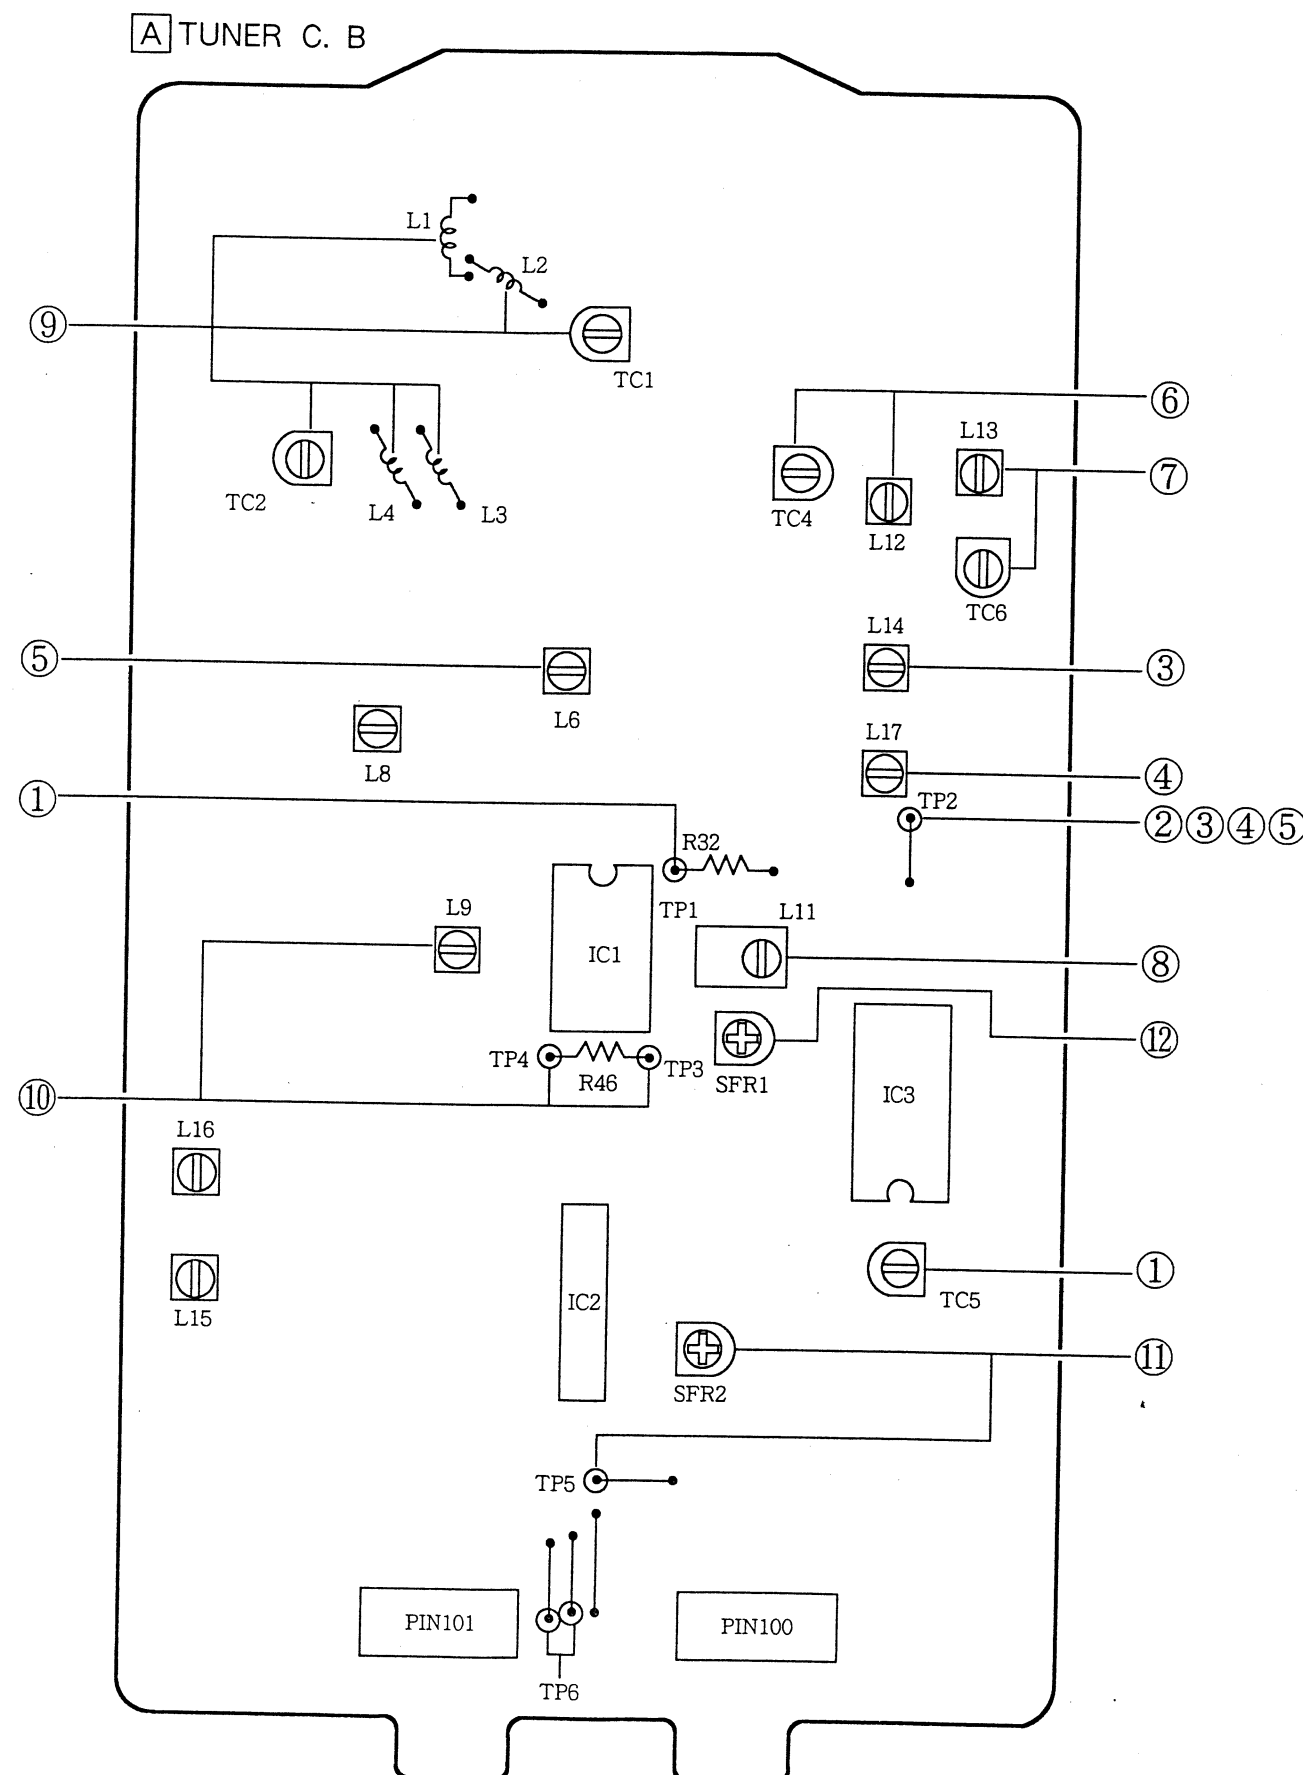 A TUNER C. B
L1
L2
⑨
TC1
⑥
L13
⑦
TC2
L4
L3
TC4
L12
TC6
L14
⑤
③
L6
L17
L8
④
①
TP2
②③④⑤
R32
TP1
L9
L11
IC1
⑧
⑫
TP4
R46
TP3
SFR1
IC3
⑩
L16
L15
IC2
TC5
①
⑪
SFR2
TP5
PIN101
PIN100
TP6